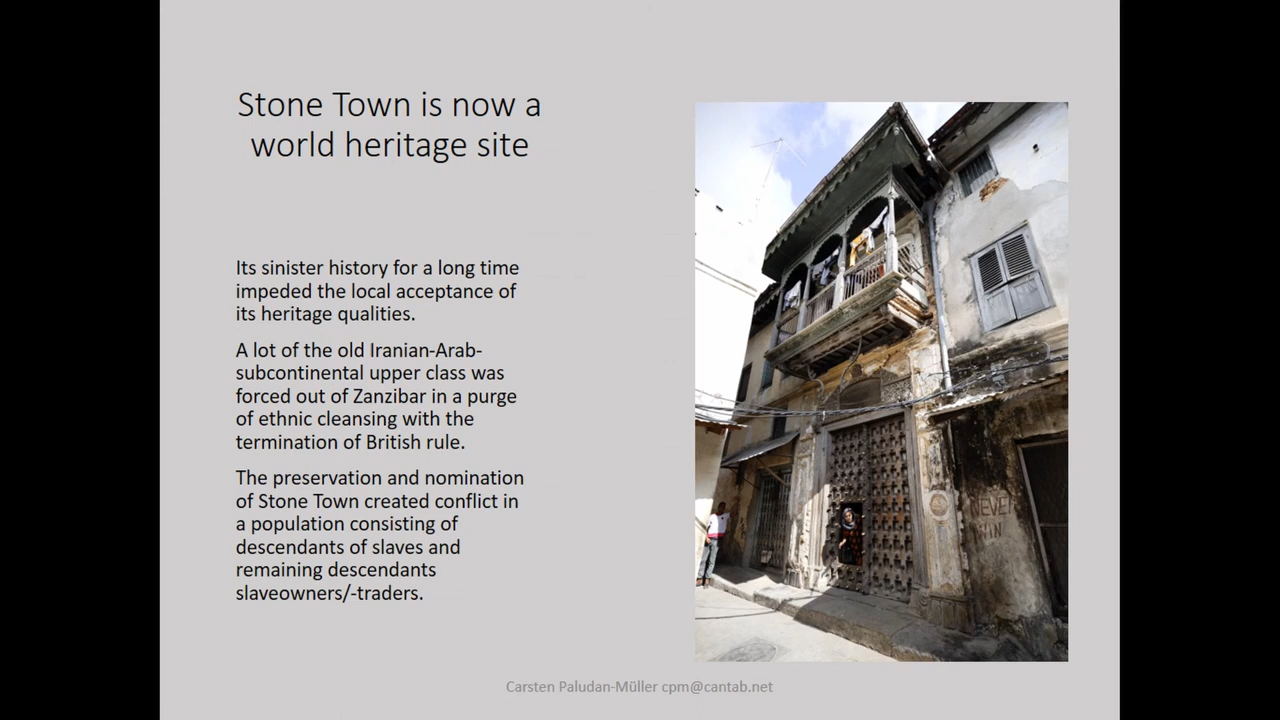 Stone Town is now a
world heritage site
Its sinister history for a long time
impeded the local acceptance of
its heritage qualities.
A lot of the old Iranian-Arab-
subcontinental upper class was
forced out of Zanzibar in a purge
of ethnic cleansing with the
termination of British rule.
The preservation and nomination
of Stone Town created conflict in
a population consisting of
descendants of slaves and
remaining descendants
slaveowners/-traders.
NEVER
WIN
Carsten Paludan-Müller cpm@cantab.net